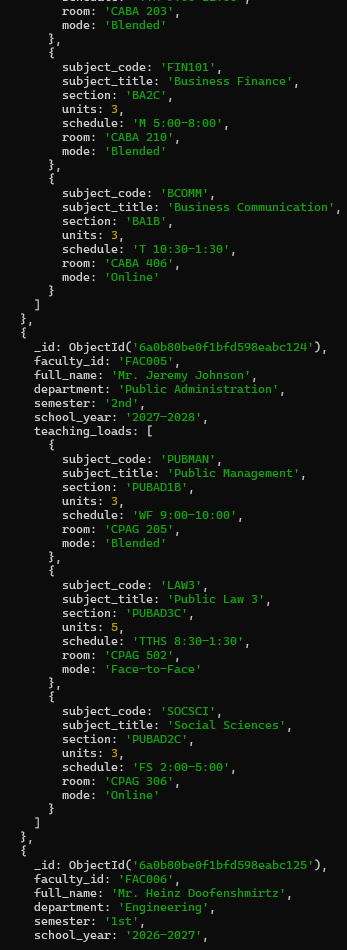 room: 'CABA 203',
mode: 'Blended'
},
{
subject_code: 'FIN101',
subject_title: 'Business Finance',
section: 'BA2C',
units: 3,
schedule: 'M 5:00-8:00',
room: 'CABA 210',
mode: 'Blended'
},
{
subject_code: 'BCOMM',
subject_title: 'Business Communication',
section: 'BA1B',
units: 3,
schedule: 'T 10:30-1:30',
room: 'CABA 406',
mode: 'Online'
}
]
},
{
_id: ObjectId('6a0b80be0f1bfd598eabc124'),
faculty_id: 'FAC005',
full_name: 'Mr. Jeremy Johnson',
department: 'Public Administration',
semester: '2nd',
school_year: '2027-2028',
teaching_loads: [
{
subject_code: 'PUBMAN',
subject_title: 'Public Management',
section: 'PUBAD1B',
units: 3,
schedule: 'WF 9:00-10:00',
room: 'CPAG 205',
mode: 'Blended'
},
{
subject_code: 'LAW3',
subject_title: 'Public Law 3',
section: 'PUBAD3C',
units: 5,
schedule: 'TTHS 8:30-1:30',
room: 'CPAG 502',
mode: 'Face-to-Face'
},
{
subject_code: 'SOCSCI',
subject_title: 'Social Sciences',
section: 'PUBAD2C',
units: 3,
schedule: 'FS 2:00-5:00',
room: 'CPAG 306',
mode: 'Online'
}
]
},
{
_id: ObjectId('6a0b80be0f1bfd598eabc125'),
faculty_id: 'FAC006',
full_name: 'Mr. Heinz Doofenshmirtz',
department: 'Engineering',
semester: '1st',
school_year: '2026-2027',